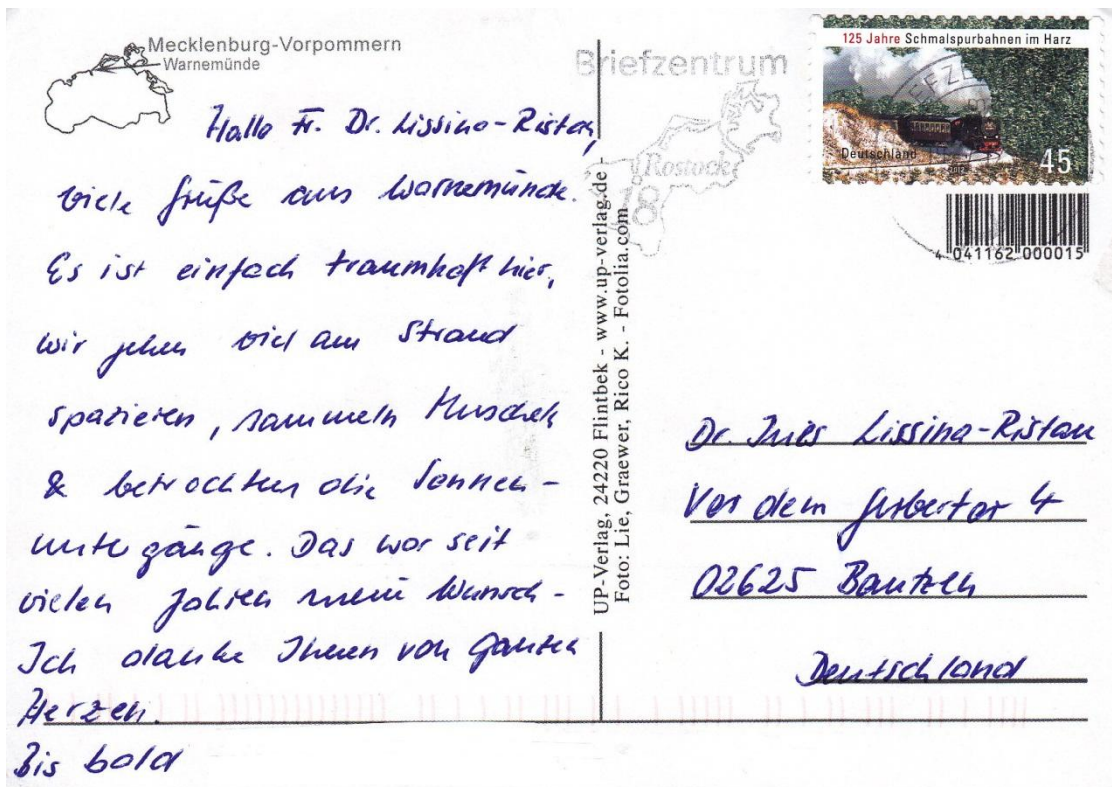 Mecklenburg-Vorpommern
Warnemünde
Hallo Fr. Dr. Lissina-Ristau,
viele Grüße aus Warnemünde.
Es ist einfach traumhaft hier,
wir gehen viel am Strand
spazieren, sammeln Muscheln
& betrachten die Sonnen-
untergänge. Das war seit
vielen Jahren mein Wunsch -
Ich danke Ihnen von ganzen
Herzen.
Bis bald
UP-Verlag, 24220 Flintbek - www.up-verlag.de -
Foto: Lie, Graewer, Rico K. - Fotolia.com
Briefzentrum
Rostock
18
125 Jahre Schmalspurbahnen im Harz
Deutschland
45
2012
4 041162 000015
Dr. Ines Lissina-Ristau
Vor dem Gerbertor 4
02625 Bautzen
Deutschland